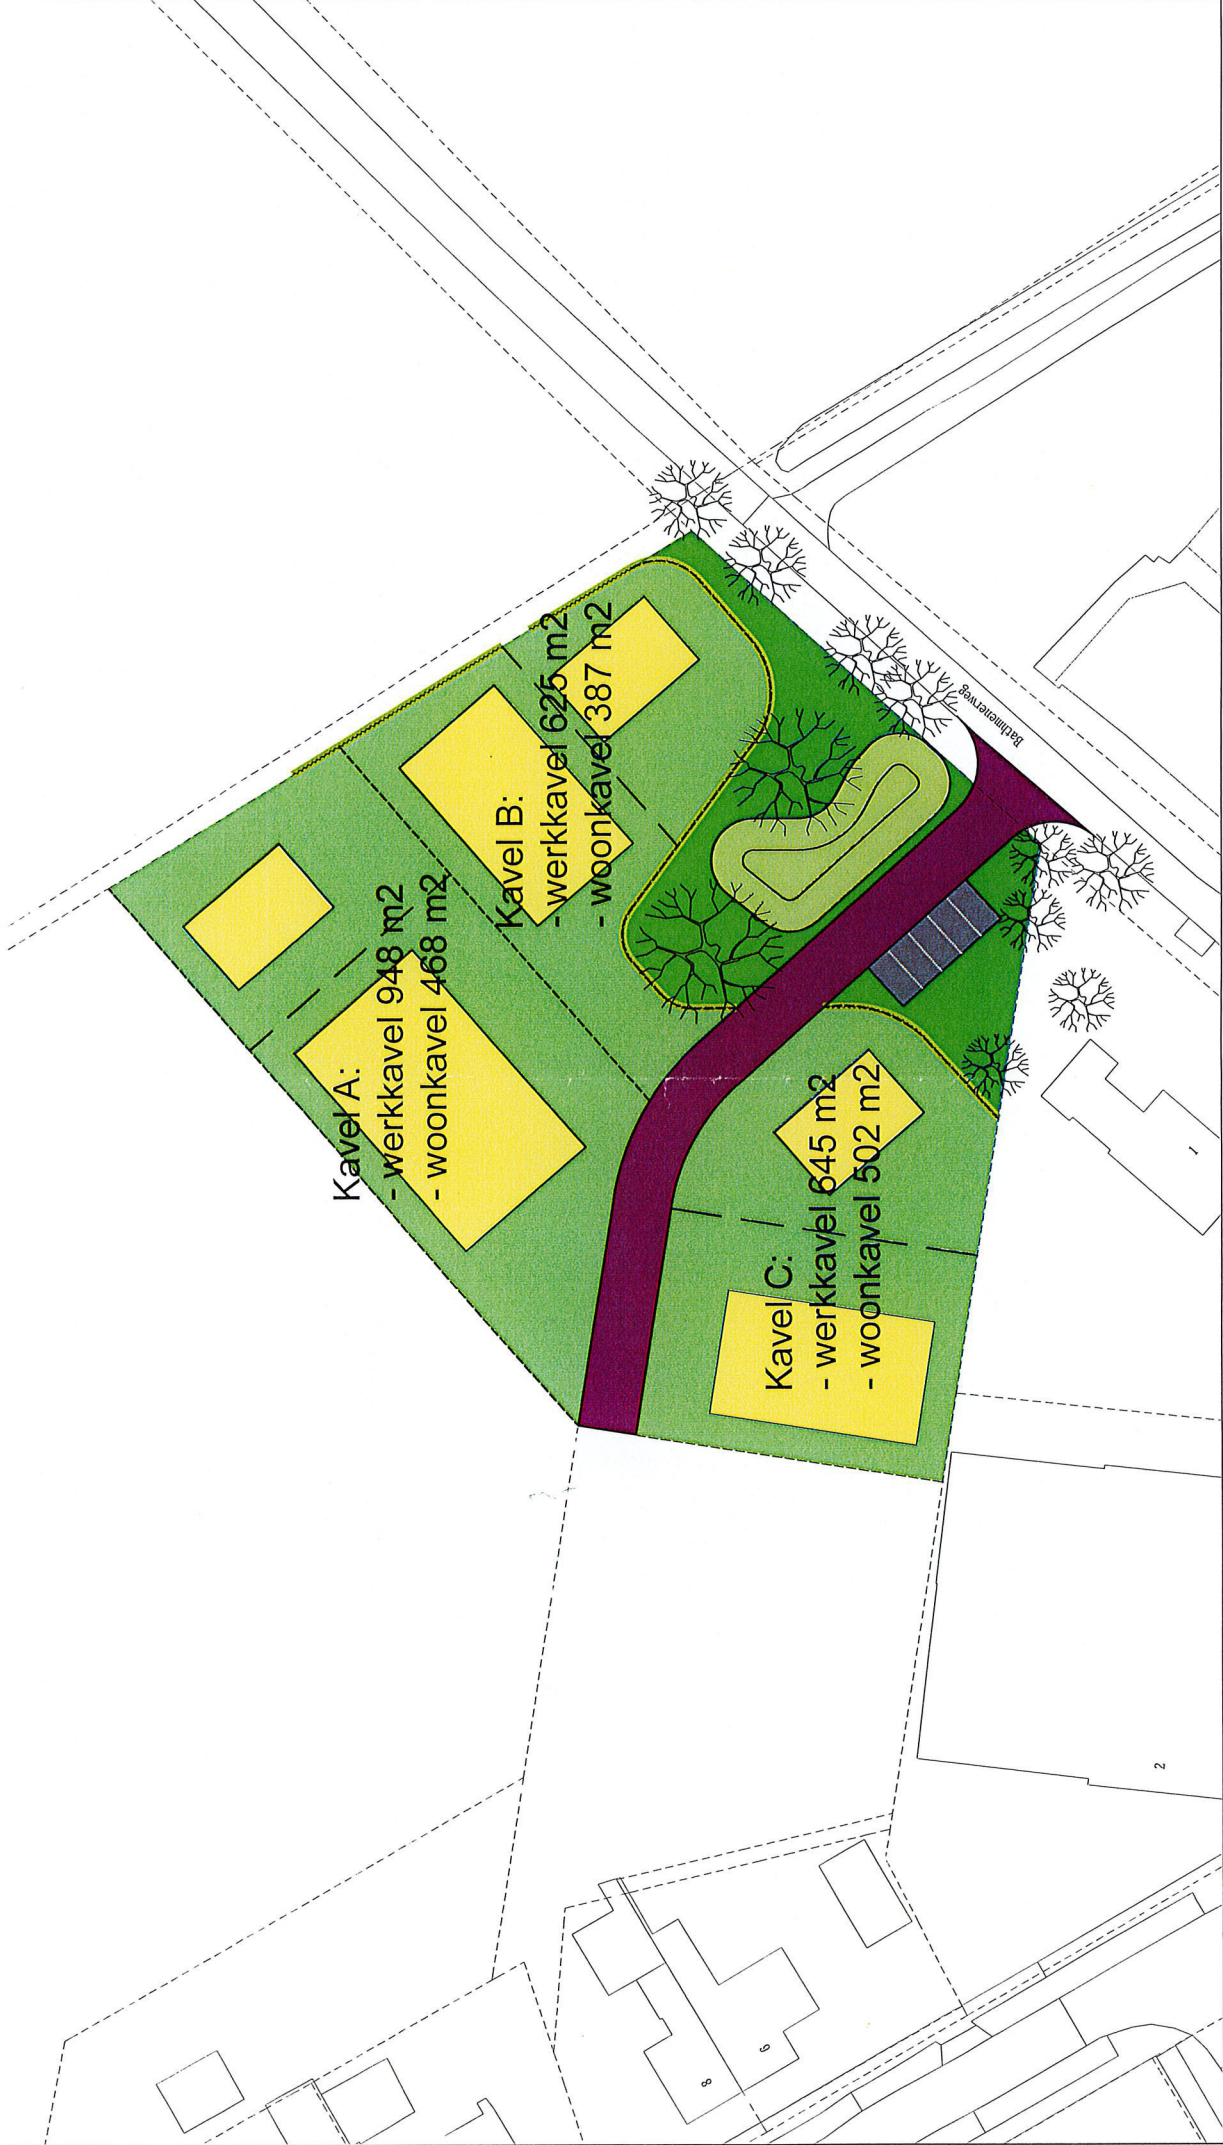 Kavel A:
- werkkavel 948 m2
- woonkavel 468 m2
Kavel B:
- werkkavel 625 m2
- woonkavel 387 m2
Kavel C:
- werkkavel 645 m2
- woonkavel 502 m2
Bathmenerweg
1
2
6
8